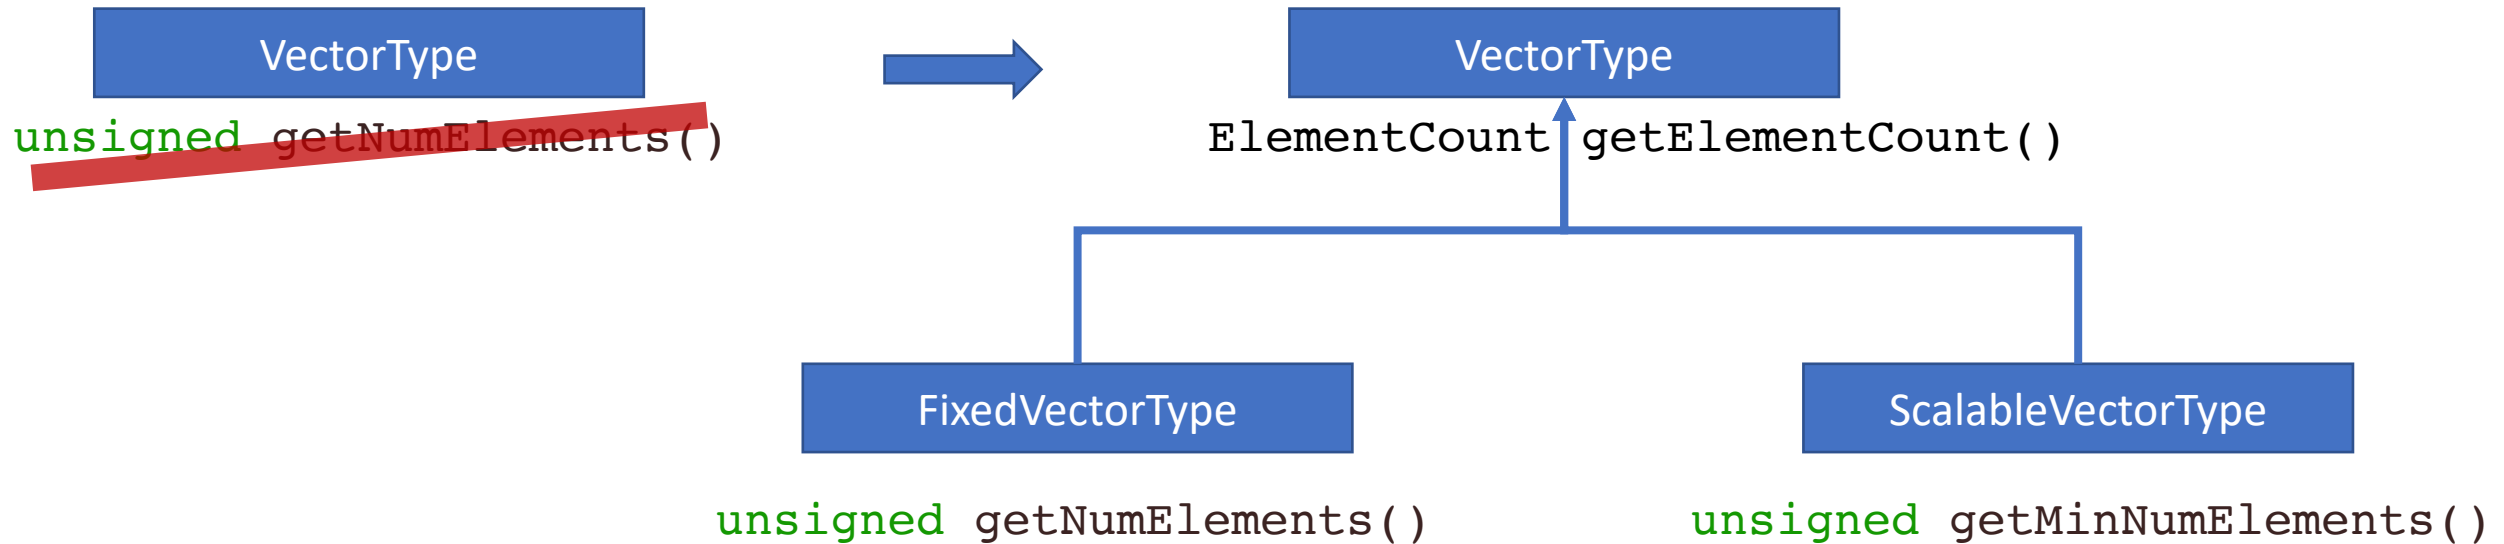 VectorType
unsigned getNumElements()
VectorType
ElementCount getElementCount()
FixedVectorType
unsigned getNumElements()
ScalableVectorType
unsigned getMinNumElements()